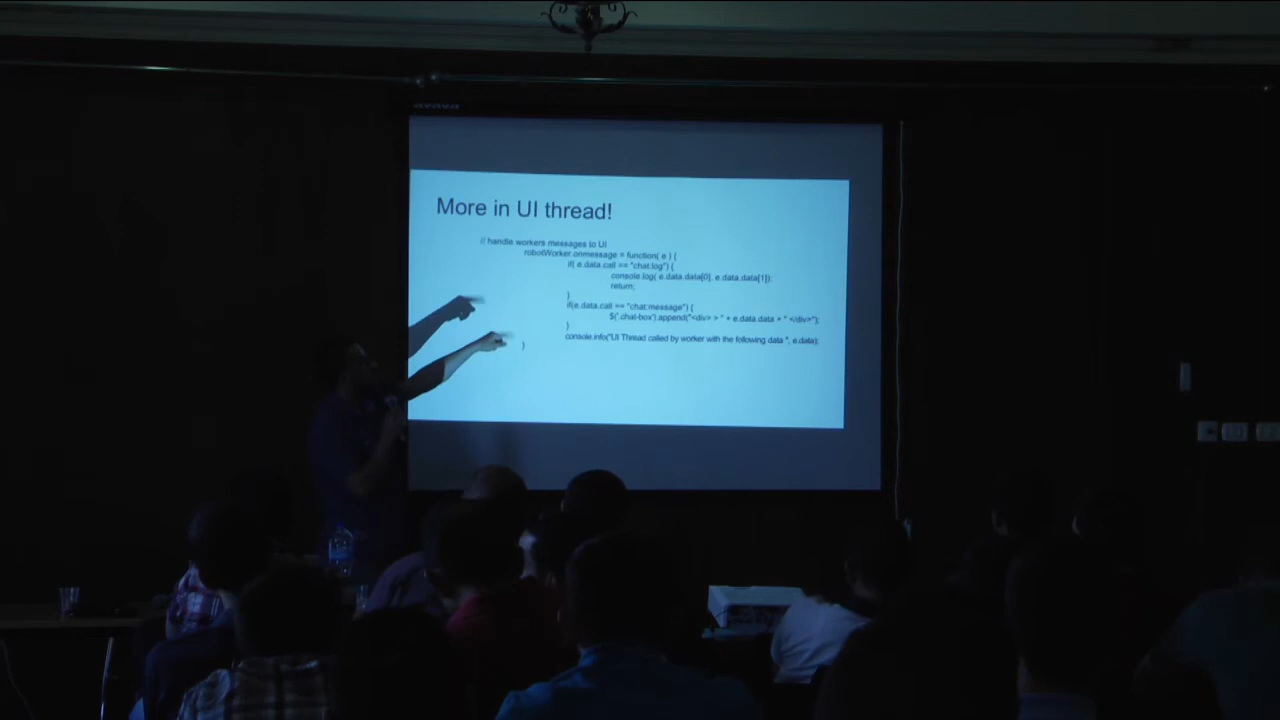 More in UI thread!
// handle workers messages to UI
robotWorker.onmessage = function( e ) {
if( e.data.call == "chat:log") {
console.log( e.data.data[0], e.data.data[1]);
return;
}
if(e.data.call == "chat:message") {
$('.chat-box').append("<div> > " + e.data.data + " </div>");
}
console.info("UI Thread called by worker with the following data ", e.data);
}